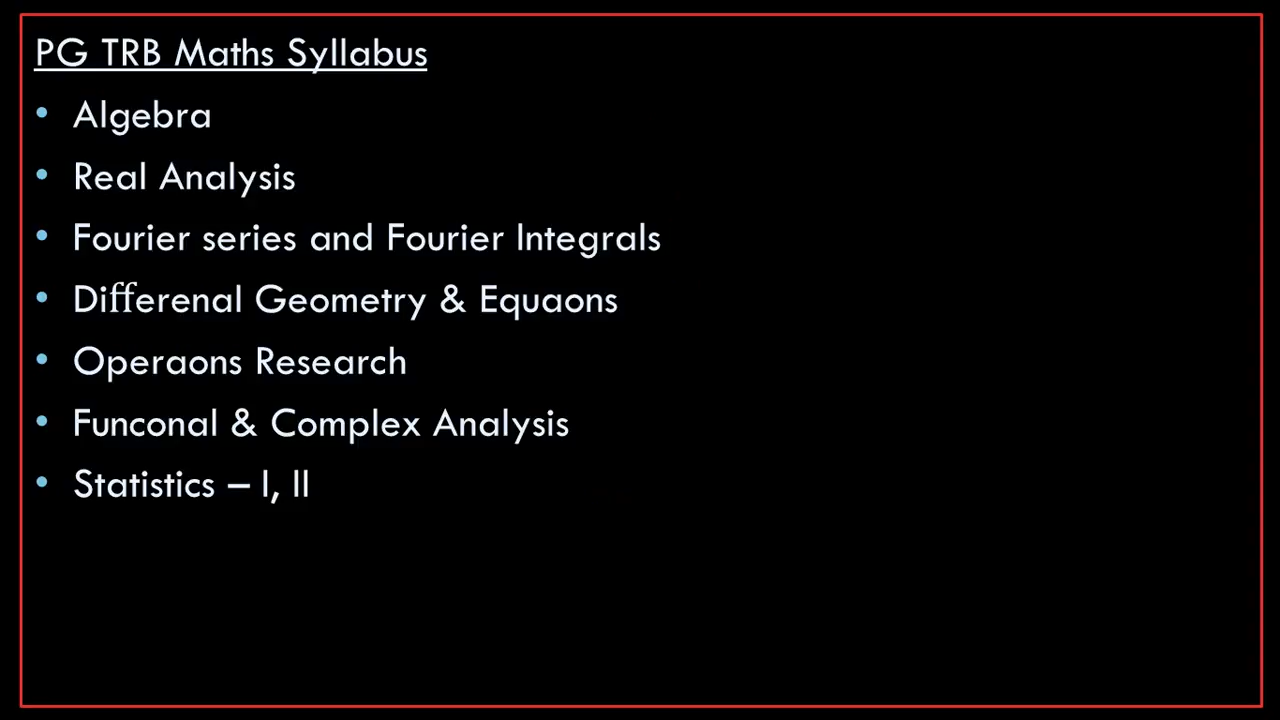 PG TRB Maths Syllabus
• Algebra
• Real Analysis
• Fourier series and Fourier Integrals
• Differenal Geometry & Equaons
• Operaons Research
• Funconal & Complex Analysis
• Statistics – I, II